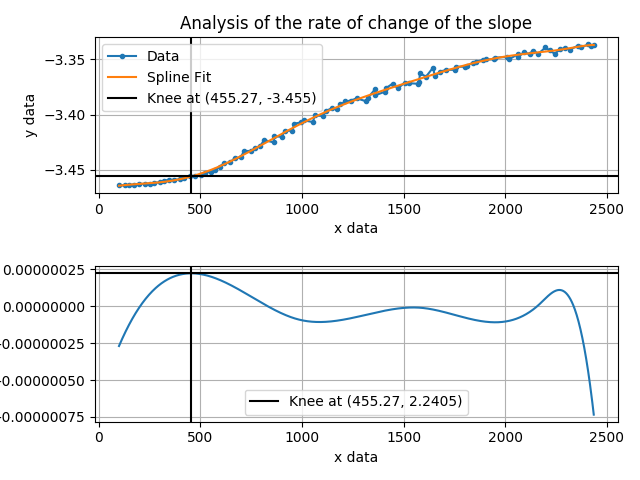 Analysis of the rate of change of the slope
Data
Spline Fit
Knee at (455.27, -3.455)
−3.35
−3.40
−3.45
y data
0 500 1000 1500 2000 2500
x data
0.00000025
0.00000000
0.00000025
0.00000050
0.00000075
Knee at (455.27, 2.2405)
0 500 1000 1500 2000 2500
x data